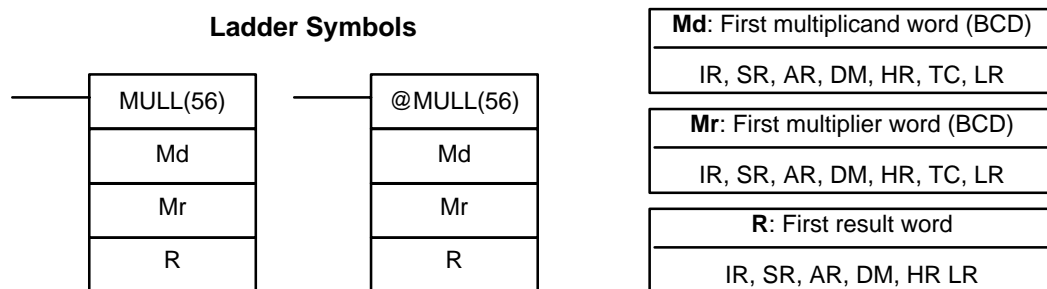 Ladder Symbols
MULL(56)
Md
Mr
R
@MULL(56)
Md
Mr
R
Md: First multiplicand word (BCD)
IR, SR, AR, DM, HR, TC, LR
Mr: First multiplier word (BCD)
IR, SR, AR, DM, HR, TC, LR
R: First result word
IR, SR, AR, DM, HR LR